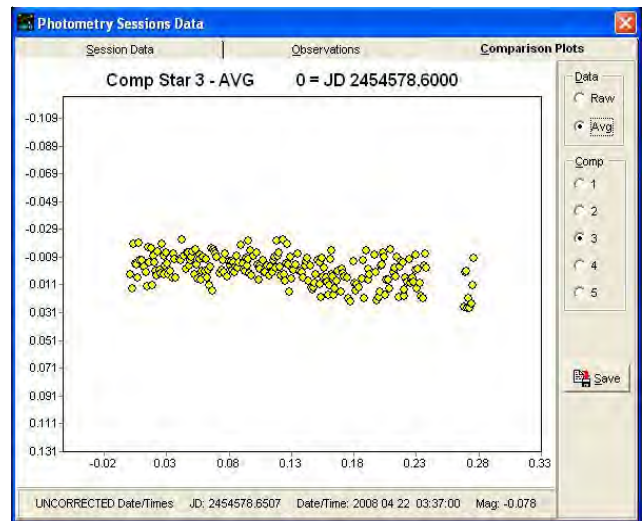 Photometry Sessions Data
Session Data
Observations
Comparison Plots
Comp Star 3 - AVG 0 = JD 2454578.6000
-0.109
-0.089
-0.069
-0.049
-0.029
-0.009
0.011
0.031
0.051
0.071
0.091
0.111
0.131
-0.02 0.03 0.08 0.13 0.18 0.23 0.28 0.33
Data
Raw
Avg
Comp
1
2
3
4
5
Save
UNCORRECTED Date/Times JD: 2454578.6507 Date/Time: 2008 04 22 03:37:00 Mag: -0.078